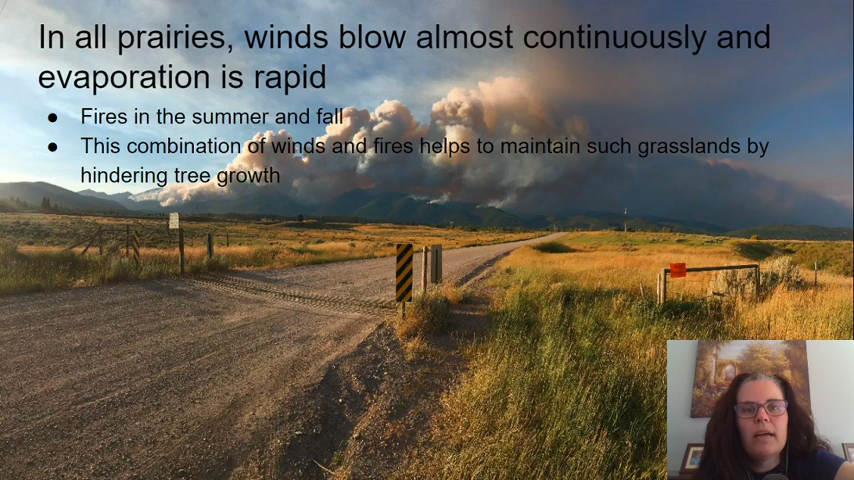 In all prairies, winds blow almost continuously and
evaporation is rapid
● Fires in the summer and fall
● This combination of winds and fires helps to maintain such grasslands by
hindering tree growth